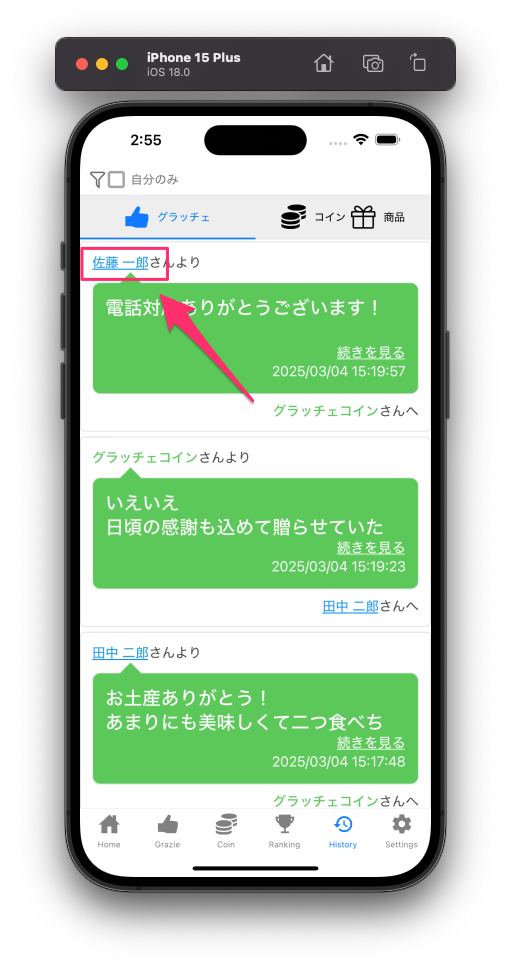 iPhone 15 Plus
iOS 18.0
2:55
自分のみ
グラッチェ
コイン
商品
佐藤 一郎さんより
電話対応ありがとうございます！
続きを見る
2025/03/04 15:19:57
グラッチェコインさんへ
グラッチェコインさんより
いえいえ
日頃の感謝も込めて贈らせていた
続きを見る
2025/03/04 15:19:23
田中 二郎さんへ
田中 二郎さんより
お土産ありがとう！
あまりにも美味しくて二つ食べち
続きを見る
2025/03/04 15:17:48
グラッチェコインさんへ
Home
Grazie
Coin
Ranking
History
Settings